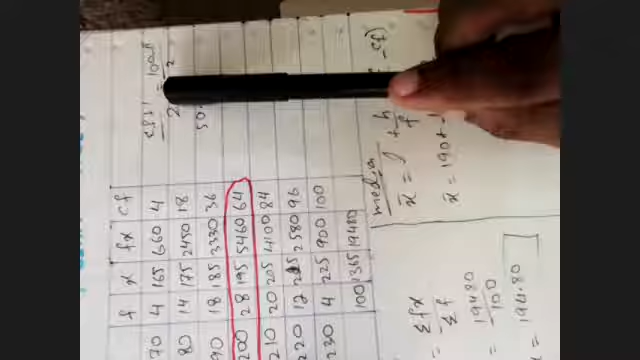 f x fx cf
70 4 165 660 4
80 14 175 2450 18
90 18 185 3330 36
200 28 195 5460 64
210 20 205 4100 84
220 12 215 2580 96
230 4 225 900 100
100 1365 19480
Σfx
Σf
19480
100
= 194.80
median
x̄ = l + h
f
cf)
x̄ = 190 +